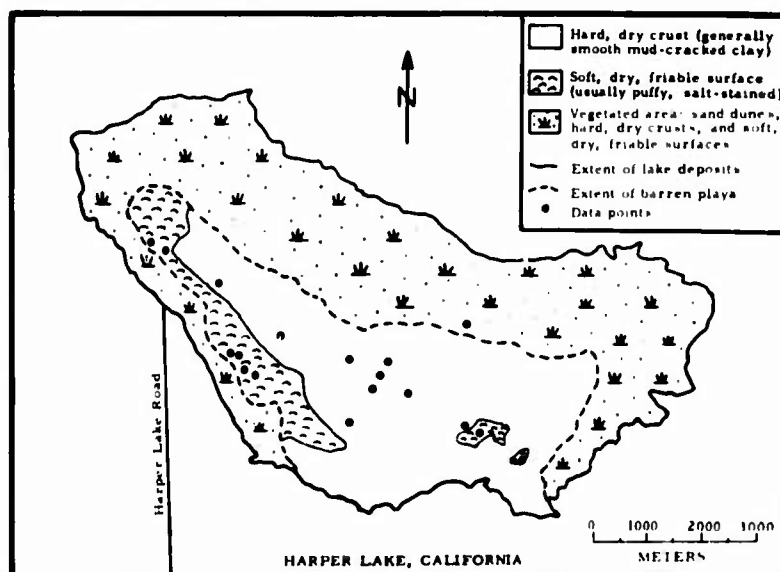 Hard, dry crust (generally
smooth mud-cracked clay)
Soft, dry, friable surface
(usually puffy, salt-stained)
Vegetated area: sand dunes,
hard, dry crusts, and soft,
dry, friable surfaces
Extent of lake deposits
Extent of barren playa
Data points
N
Harper Lake Road
0 1000 2000 3000
METERS
HARPER LAKE, CALIFORNIA